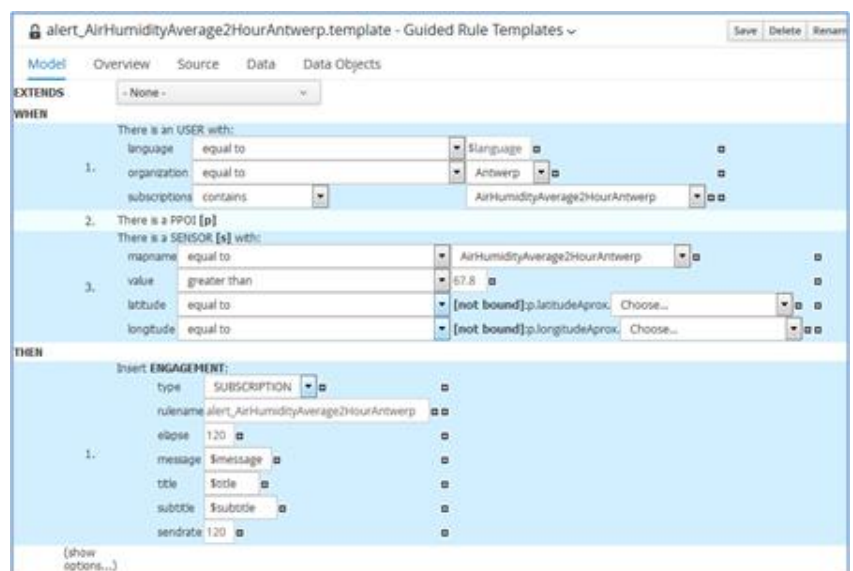 alert_AirHumidityAverage2HourAntwerp.template - Guided Rule Templates
Save Delete Renam
Model Overview Source Data Data Objects
EXTENDS - None -
WHEN
There is an USER with:
language equal to $language
1. organization equal to Antwerp
subscriptions contains AirHumidityAverage2HourAntwerp
2. There is a PPOI [p]
There is a SENSOR [s] with:
mapname equal to AirHumidityAverage2HourAntwerp
3. value greater than 67.8
latitude equal to [not bound]:p.latitudeAprox. Choose...
longitude equal to [not bound]:p.longitudeAprox. Choose...
THEN
Insert ENGAGEMENT:
type SUBSCRIPTION
rulename alert_AirHumidityAverage2HourAntwerp
elapse 120
1. message $message
title $title
subtitle $subtitle
sendrate 120
(show
options...)